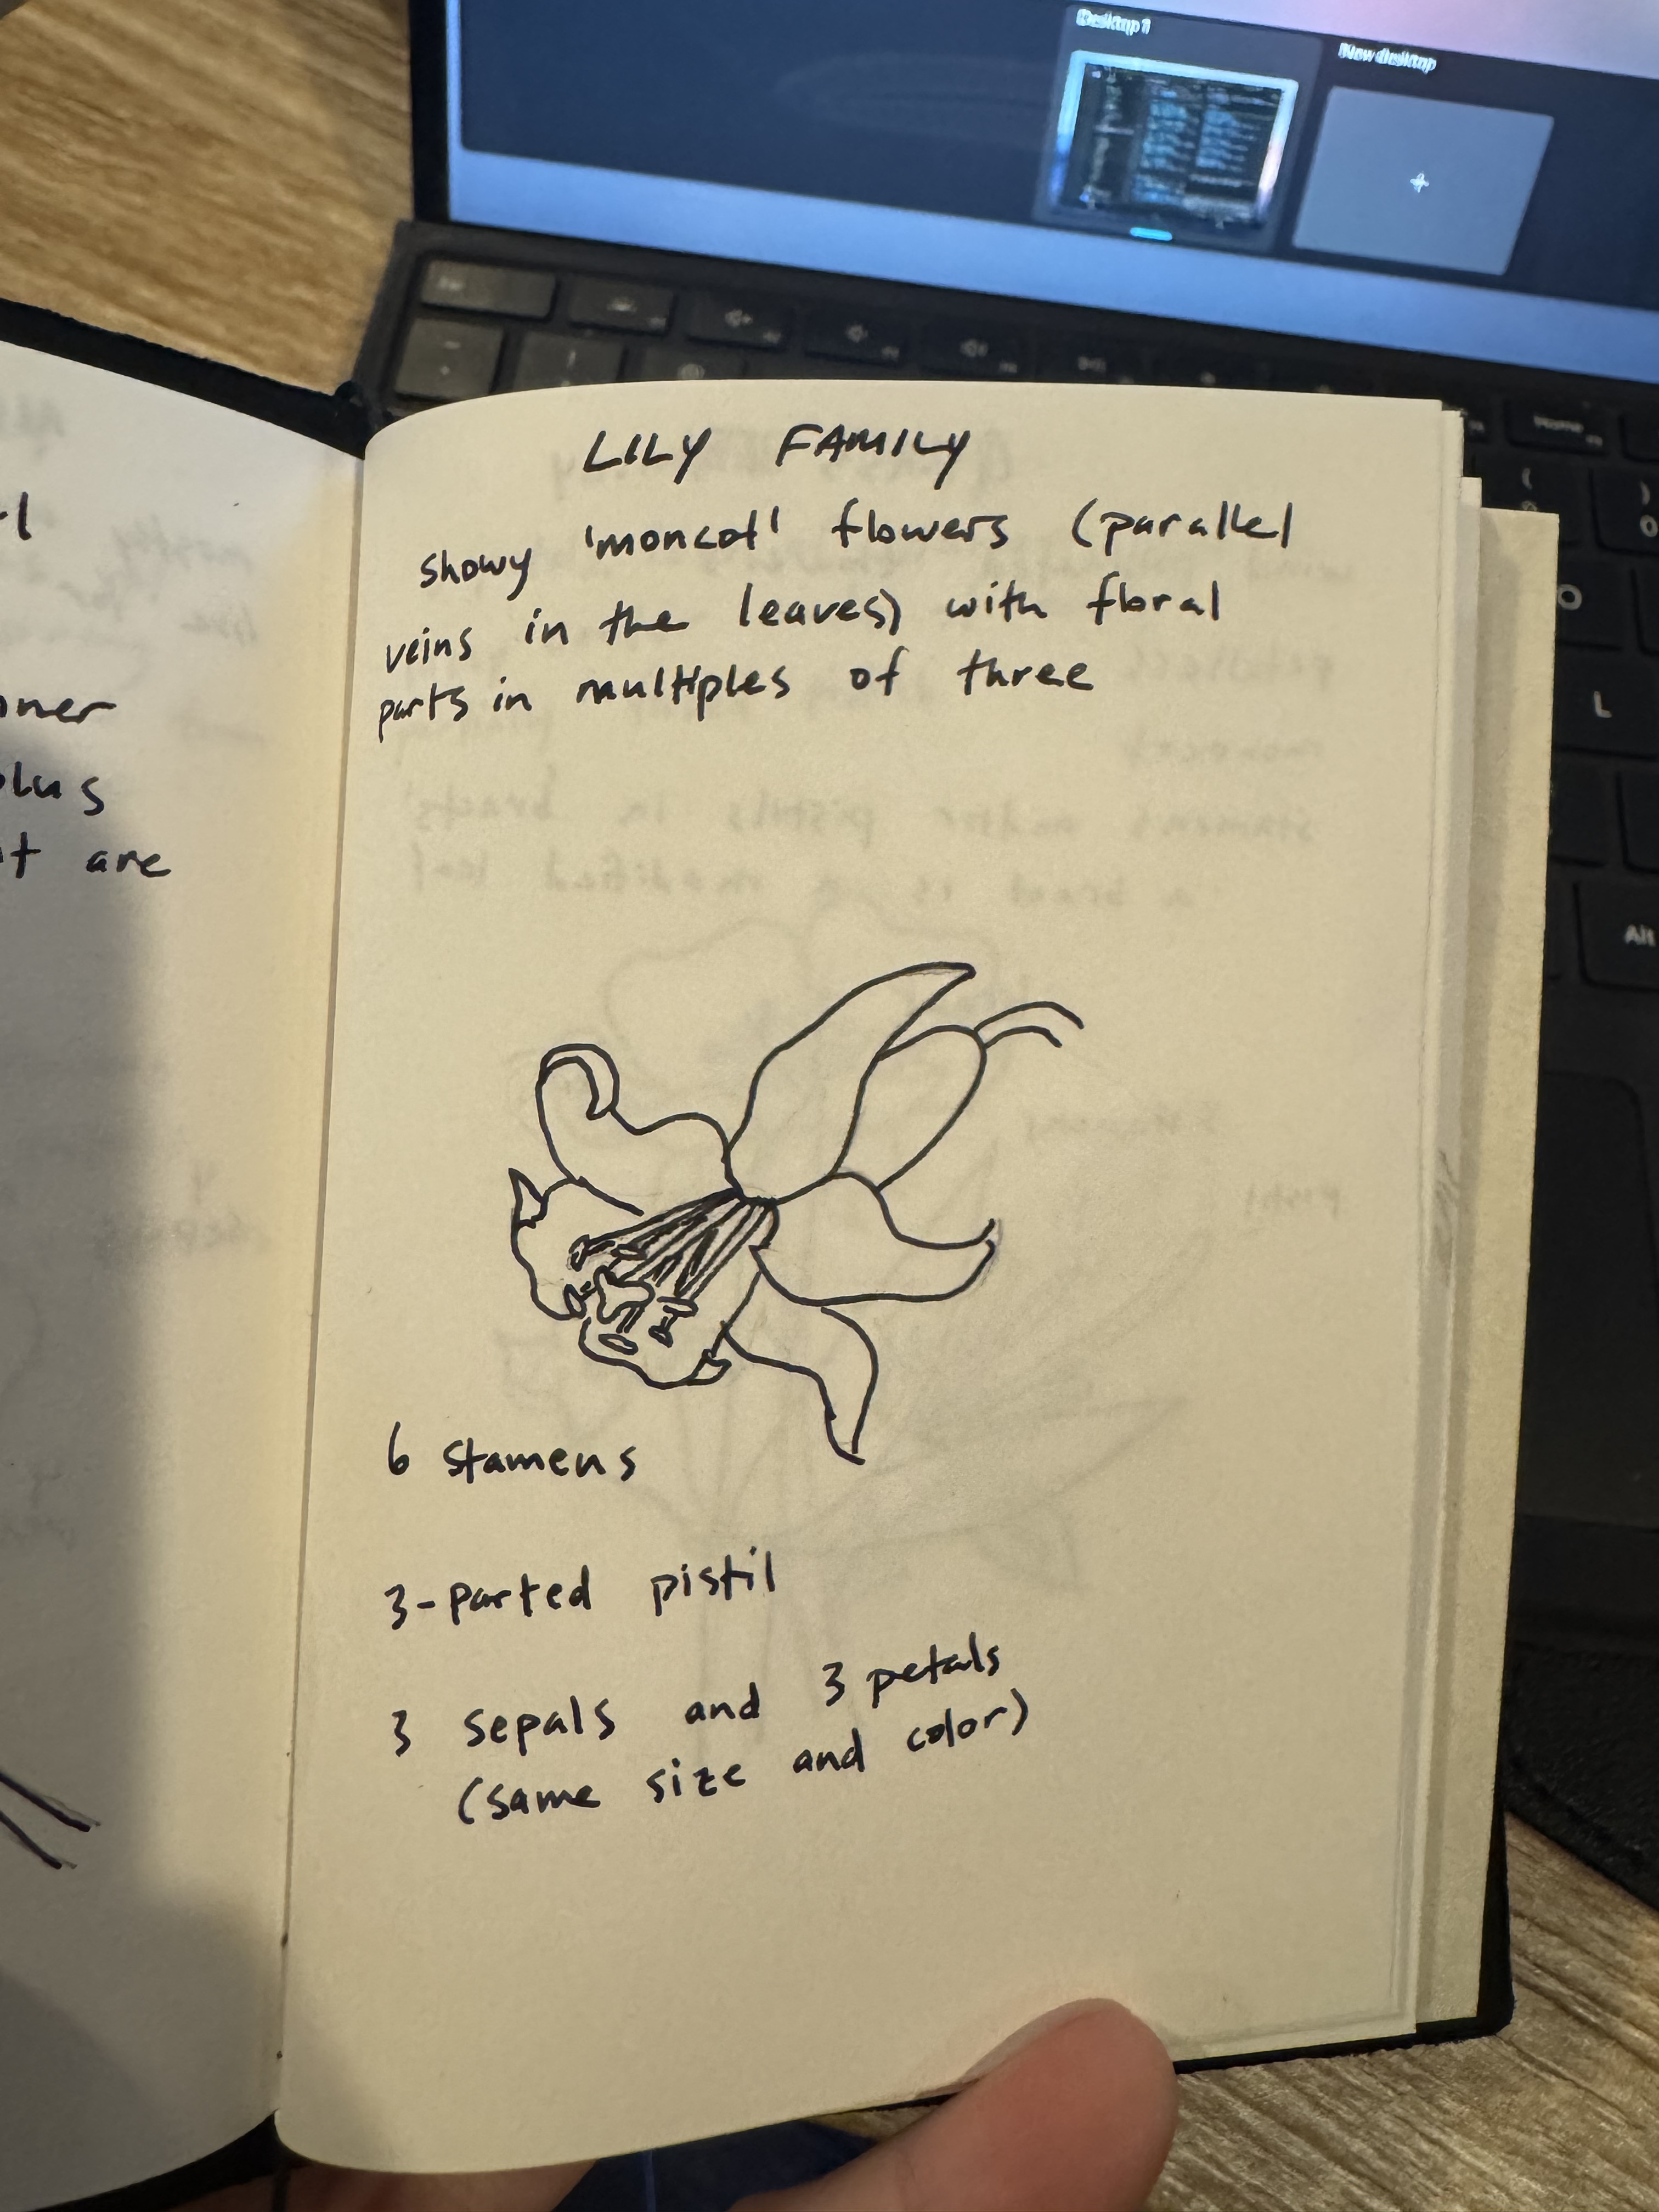 Desktop 1
New desktop
Home
L
Alt
LILY FAMILY
showy 'moncot' flowers (parallel
veins in the leaves) with floral
parts in multiples of three
oner
plus
t are
6 stamens
3-parted pistil
3 sepals and 3 petals
(same size and color)